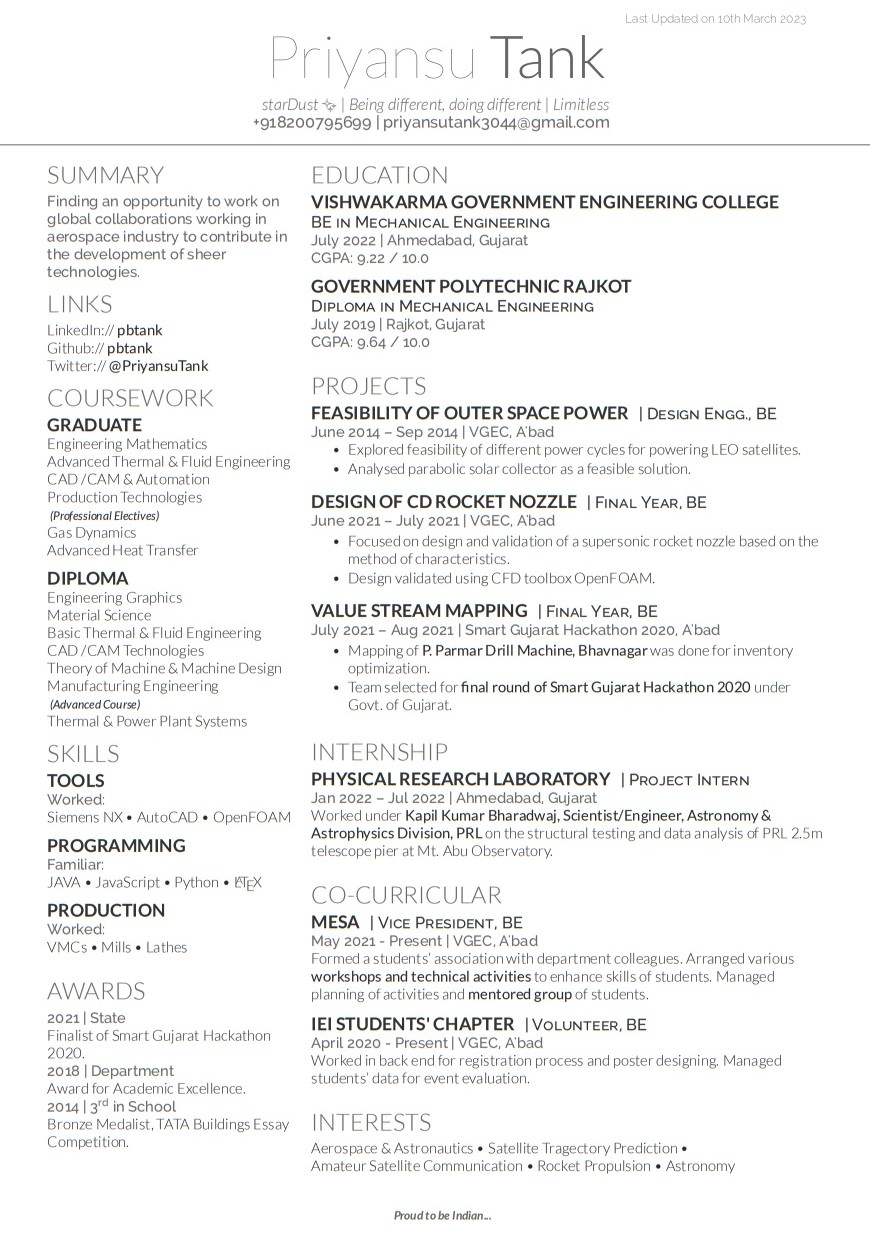 Last Updated on 10th March 2023
Priyansu Tank
starDust ✨ | Being different, doing different | Limitless
+918200795699 | priyansutank3044@gmail.com
SUMMARY
Finding an opportunity to work on
global collaborations working in
aerospace industry to contribute in
the development of sheer
technologies.
LINKS
LinkedIn:// pbtank
Github:// pbtank
Twitter:// @PriyansuTank
COURSEWORK
GRADUATE
Engineering Mathematics
Advanced Thermal & Fluid Engineering
CAD /CAM & Automation
Production Technologies
(Professional Electives)
Gas Dynamics
Advanced Heat Transfer
DIPLOMA
Engineering Graphics
Material Science
Basic Thermal & Fluid Engineering
CAD /CAM Technologies
Theory of Machine & Machine Design
Manufacturing Engineering
(Advanced Course)
Thermal & Power Plant Systems
SKILLS
TOOLS
Worked:
Siemens NX • AutoCAD • OpenFOAM
PROGRAMMING
Familiar:
JAVA • JavaScript • Python • LATEX
PRODUCTION
Worked:
VMCs • Mills • Lathes
AWARDS
2021 | State
Finalist of Smart Gujarat Hackathon
2020.
2018 | Department
Award for Academic Excellence.
2014 | 3rd in School
Bronze Medalist, TATA Buildings Essay
Competition.
EDUCATION
VISHWAKARMA GOVERNMENT ENGINEERING COLLEGE
BE IN MECHANICAL ENGINEERING
July 2022 | Ahmedabad, Gujarat
CGPA: 9.22 / 10.0
GOVERNMENT POLYTECHNIC RAJKOT
DIPLOMA IN MECHANICAL ENGINEERING
July 2019 | Rajkot, Gujarat
CGPA: 9.64 / 10.0
PROJECTS
FEASIBILITY OF OUTER SPACE POWER | DESIGN ENGG., BE
June 2014 – Sep 2014 | VGEC, A'bad
• Explored feasibility of different power cycles for powering LEO satellites.
• Analysed parabolic solar collector as a feasible solution.
DESIGN OF CD ROCKET NOZZLE | FINAL YEAR, BE
June 2021 – July 2021 | VGEC, A'bad
• Focused on design and validation of a supersonic rocket nozzle based on the
method of characteristics.
• Design validated using CFD toolbox OpenFOAM.
VALUE STREAM MAPPING | FINAL YEAR, BE
July 2021 – Aug 2021 | Smart Gujarat Hackathon 2020, A'bad
• Mapping of P. Parmar Drill Machine, Bhavnagar was done for inventory
optimization.
• Team selected for final round of Smart Gujarat Hackathon 2020 under
Govt. of Gujarat.
INTERNSHIP
PHYSICAL RESEARCH LABORATORY | PROJECT INTERN
Jan 2022 – Jul 2022 | Ahmedabad, Gujarat
Worked under Kapil Kumar Bharadwaj, Scientist/Engineer, Astronomy &
Astrophysics Division, PRL on the structural testing and data analysis of PRL 2.5m
telescope pier at Mt. Abu Observatory.
CO-CURRICULAR
MESA | VICE PRESIDENT, BE
May 2021 - Present | VGEC, A'bad
Formed a students' association with department colleagues. Arranged various
workshops and technical activities to enhance skills of students. Managed
planning of activities and mentored group of students.
IEI STUDENTS' CHAPTER | VOLUNTEER, BE
April 2020 - Present | VGEC, A'bad
Worked in back end for registration process and poster designing. Managed
students' data for event evaluation.
INTERESTS
Aerospace & Astronautics • Satellite Tragectory Prediction •
Amateur Satellite Communication • Rocket Propulsion • Astronomy
Proud to be Indian...